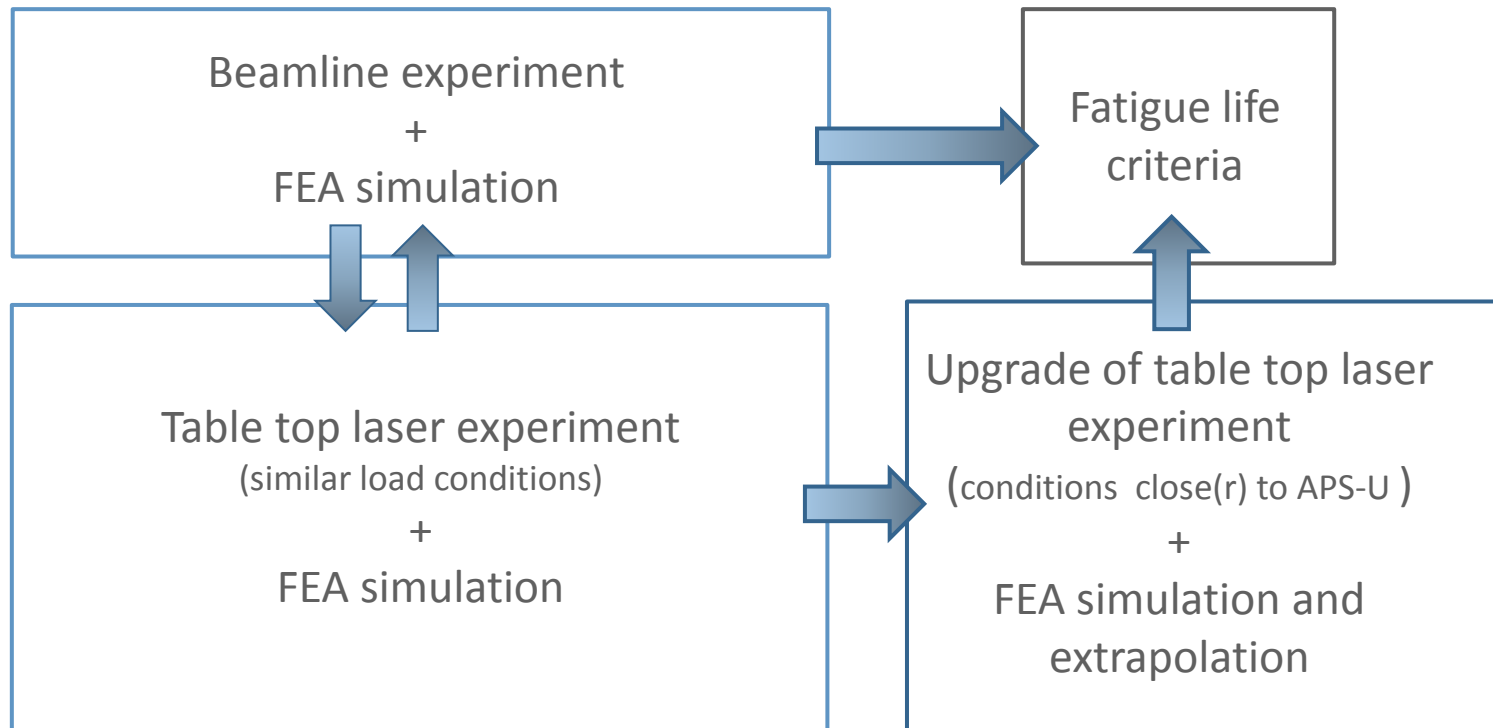 Beamline experiment
+
FEA simulation
Fatigue life
criteria
Table top laser experiment
(similar load conditions)
+
FEA simulation
Upgrade of table top laser
experiment
(conditions close(r) to APS-U )
+
FEA simulation and
extrapolation